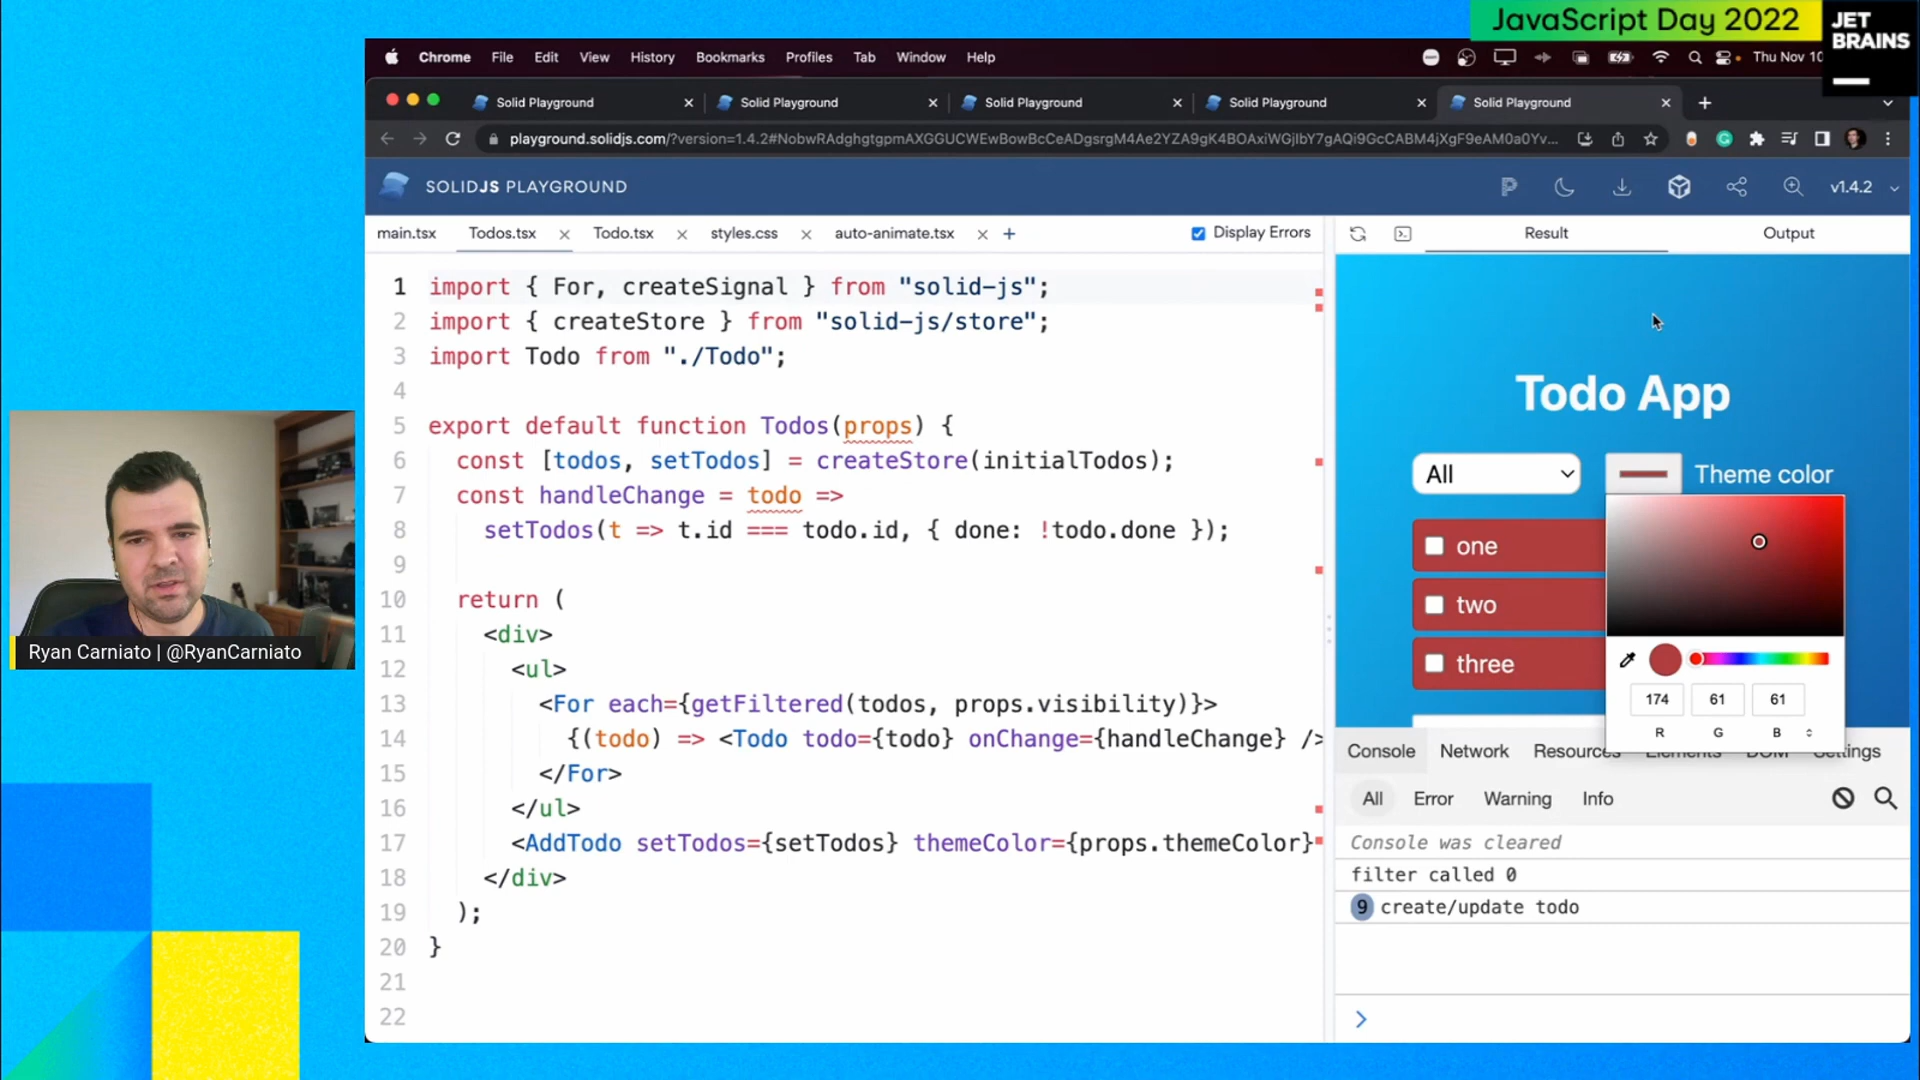 JavaScript Day 2022
JET
BRAINS
Chrome File Edit View History Bookmarks Profiles Tab Window Help
Thu Nov 10
Solid Playground
Solid Playground
Solid Playground
Solid Playground
Solid Playground
playground.solidjs.com/?version=1.4.2#NobwRAdghgtgpmAXGGUCWEwBowBcCeADgsrgM4Ae2YZA9gK4BOAxiWGJlbY7gAQi9GcCABM4jXgF9eAM0a0Yv...
SOLIDJS PLAYGROUND
v1.4.2
main.tsx Todos.tsx Todo.tsx styles.css auto-animate.tsx +
Display Errors
Result Output
1 import { For, createSignal } from "solid-js";
2 import { createStore } from "solid-js/store";
3 import Todo from "./Todo";
4
5 export default function Todos(props) {
6 const [todos, setTodos] = createStore(initialTodos);
7 const handleChange = todo =>
8 setTodos(t => t.id === todo.id, { done: !todo.done });
9
10 return (
11 <div>
12 <ul>
13 <For each={getFiltered(todos, props.visibility)}>
14 {(todo) => <Todo todo={todo} onChange={handleChange} />
15 </For>
16 </ul>
17 <AddTodo setTodos={setTodos} themeColor={props.themeColor}
18 </div>
19 );
20 }
21
22
Todo App
All Theme color
one
two
three
174 61 61
R G B
Console Network Resources Elements DOM Settings
All Error Warning Info
Console was cleared
filter called 0
9 create/update todo
Ryan Carniato | @RyanCarniato